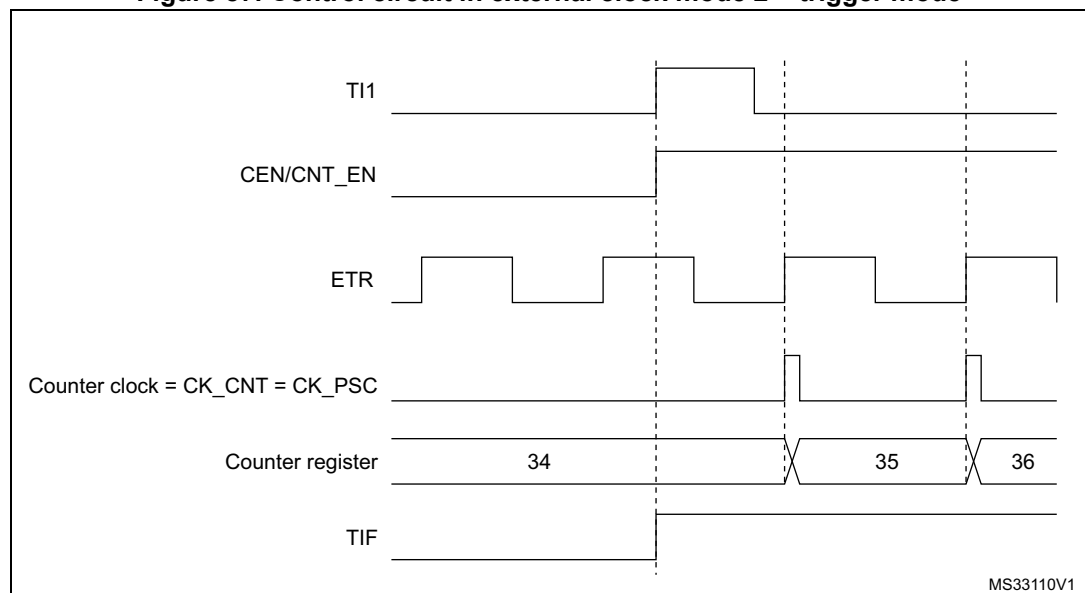 Figure Control circuit in external clock mode 2 + trigger mode
TI1
CEN/CNT_EN
ETR
Counter clock = CK_CNT = CK_PSC
Counter register 34 35 36
TIF
MS33110V1